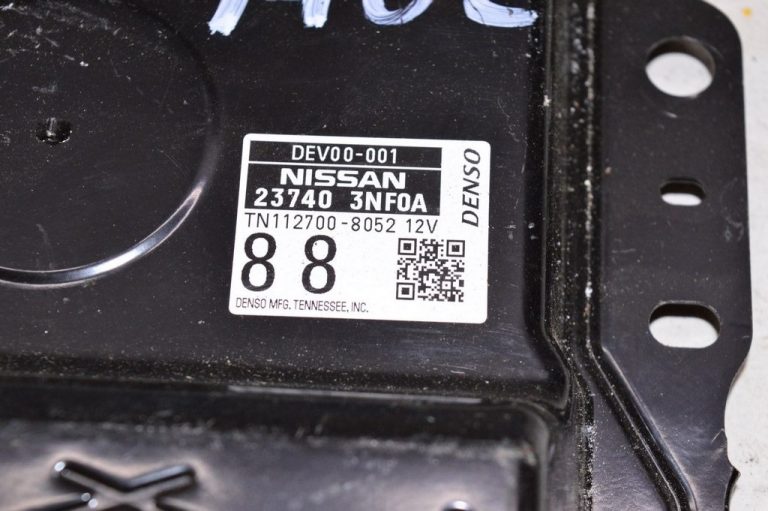 DEV00-001
NISSAN
23740 3NF0A
TN112700-8052 12V
88
DENSO MFG. TENNESSEE, INC.
DENSO